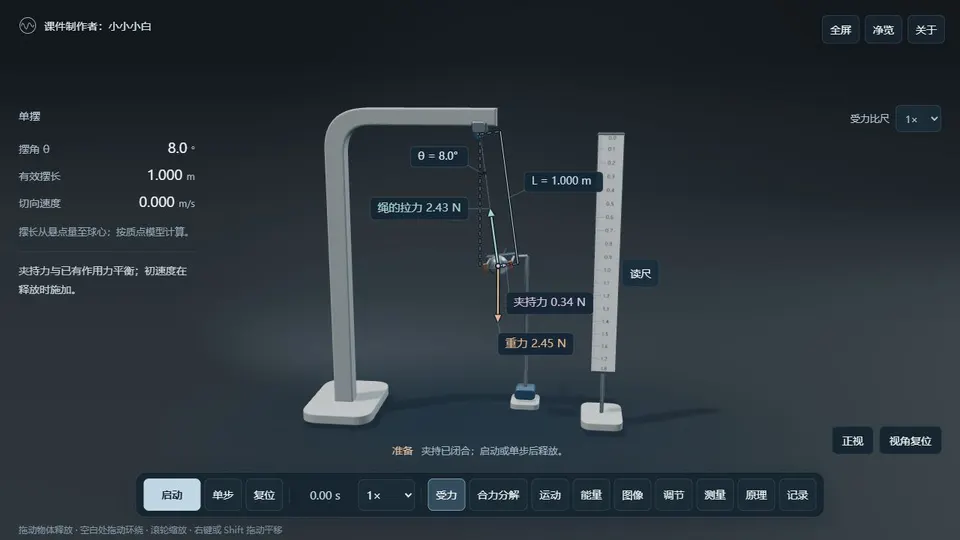 课件制作者：小小小白
全屏
净览
关于
单摆
摆角 θ 8.0 °
有效摆长 1.000 m
切向速度 0.000 m/s
摆长从悬点量至球心；按质点模型计算。
夹持力与已有作用力平衡；初速度在
释放时施加。
受力比尺 1×
θ = 8.0°
L = 1.000 m
绳的拉力 2.43 N
读尺
夹持力 0.34 N
重力 2.45 N
正视
视角复位
准备 夹持已闭合；启动或单步后释放。
启动
单步
复位
0.00 s
1×
受力
合力分解
运动
能量
图像
调节
测量
原理
记录
拖动物体释放 · 空白处拖动环绕 · 滚轮缩放 · 右键或 Shift 拖动平移